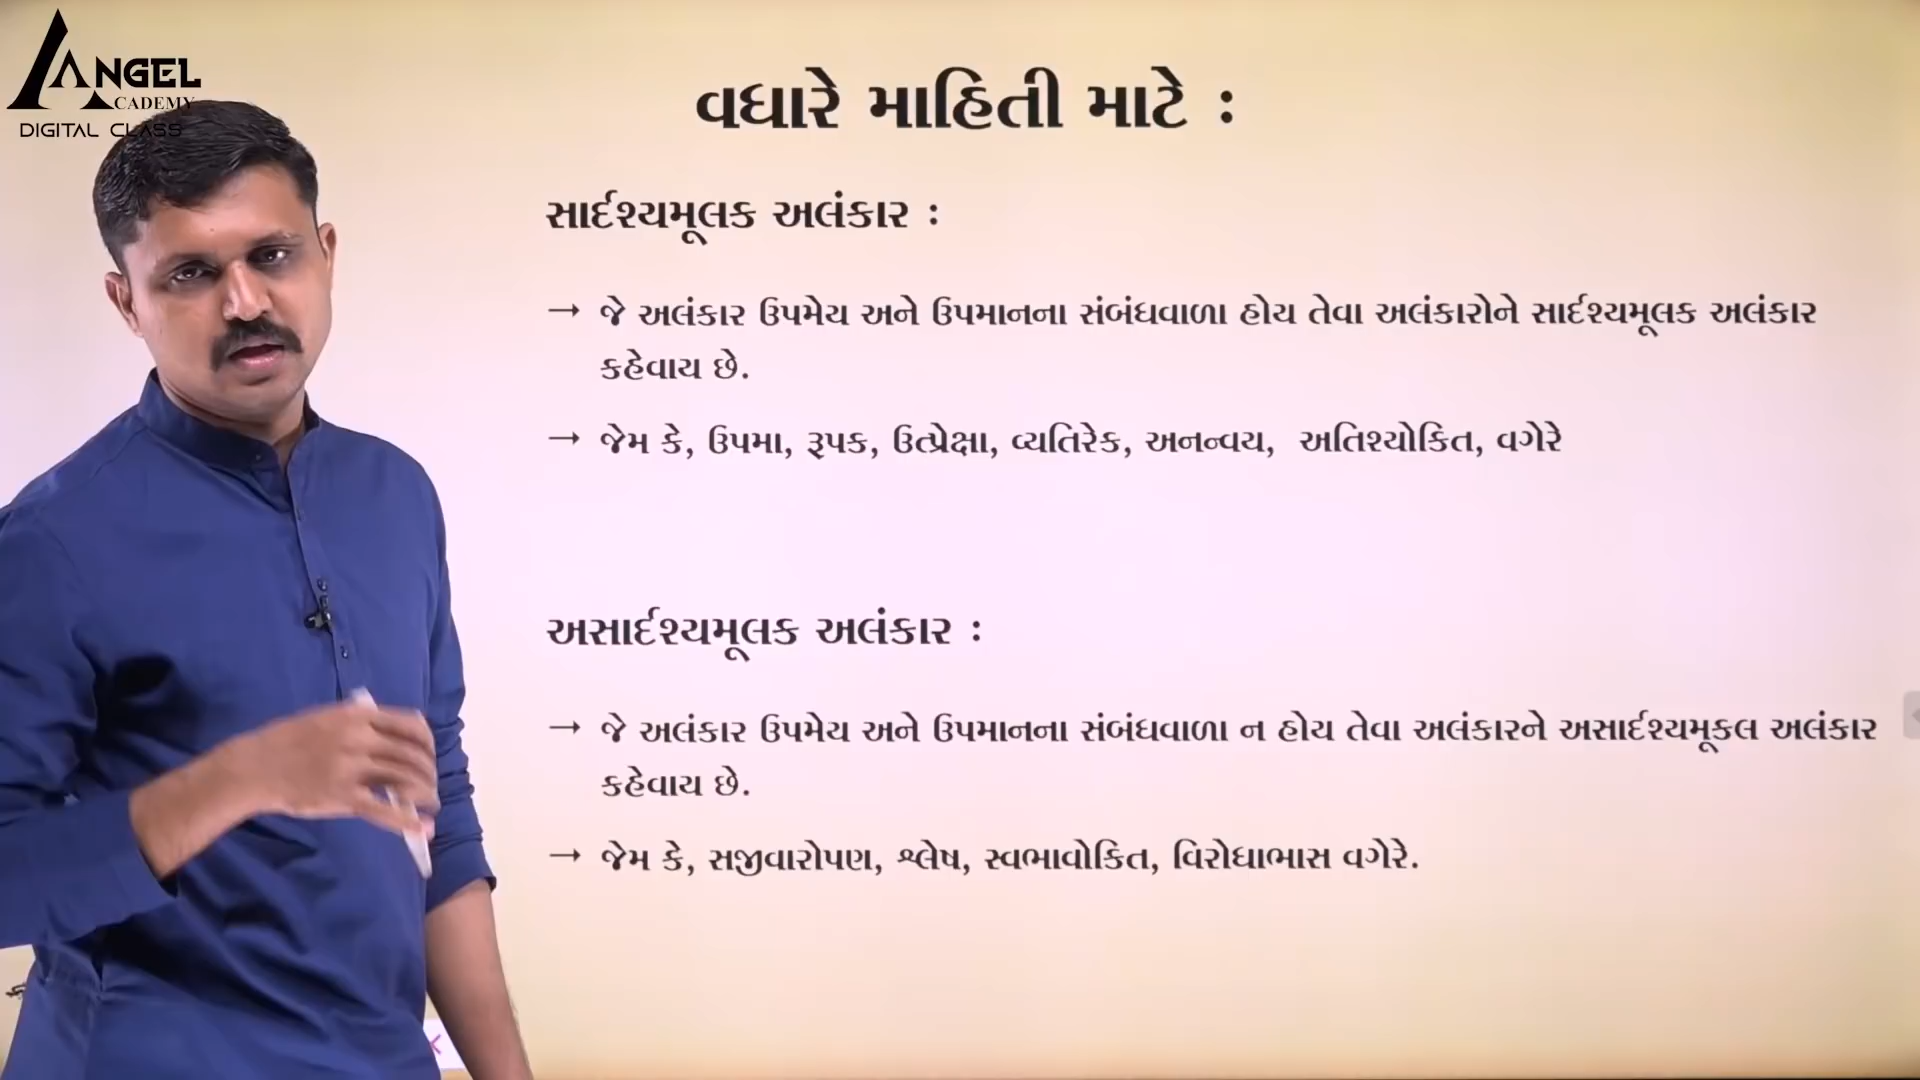 ANGEL
ACADEMY
DIGITAL CLASS
વધારે માહિતી માટે :
સાર્દશ્યમૂલક અલંકાર :
→ જે અલંકાર ઉપમેય અને ઉપમાનના સંબંધવાળા હોય તેવા અલંકારોને સાર્દશ્યમૂલક અલંકાર
કહેવાય છે.
→ જેમ કે, ઉપમા, રૂપક, ઉત્પ્રેક્ષા, વ્યતિરેક, અનન્વય, અતિશ્યોક્તિ, વગેરે
અસાર્દશ્યમૂલક અલંકાર :
→ જે અલંકાર ઉપમેય અને ઉપમાનના સંબંધવાળા ન હોય તેવા અલંકારને અસાર્દશ્યમૂકલ અલંકાર
કહેવાય છે.
→ જેમ કે, સજીવારોપણ, શ્લેષ, સ્વભાવોક્તિ, વિરોધાભાસ વગેરે.